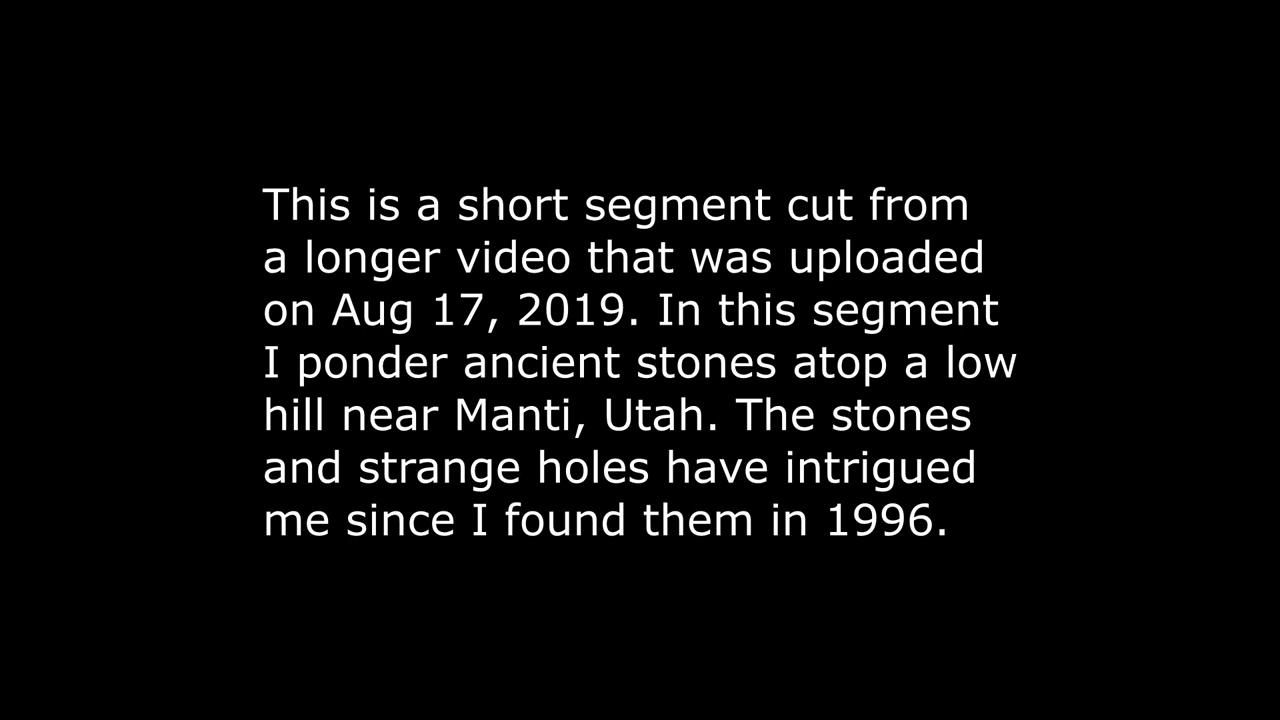 This is a short segment cut from
a longer video that was uploaded
on Aug 17, 2019. In this segment
I ponder ancient stones atop a low
hill near Manti, Utah. The stones
and strange holes have intrigued
me since I found them in 1996.